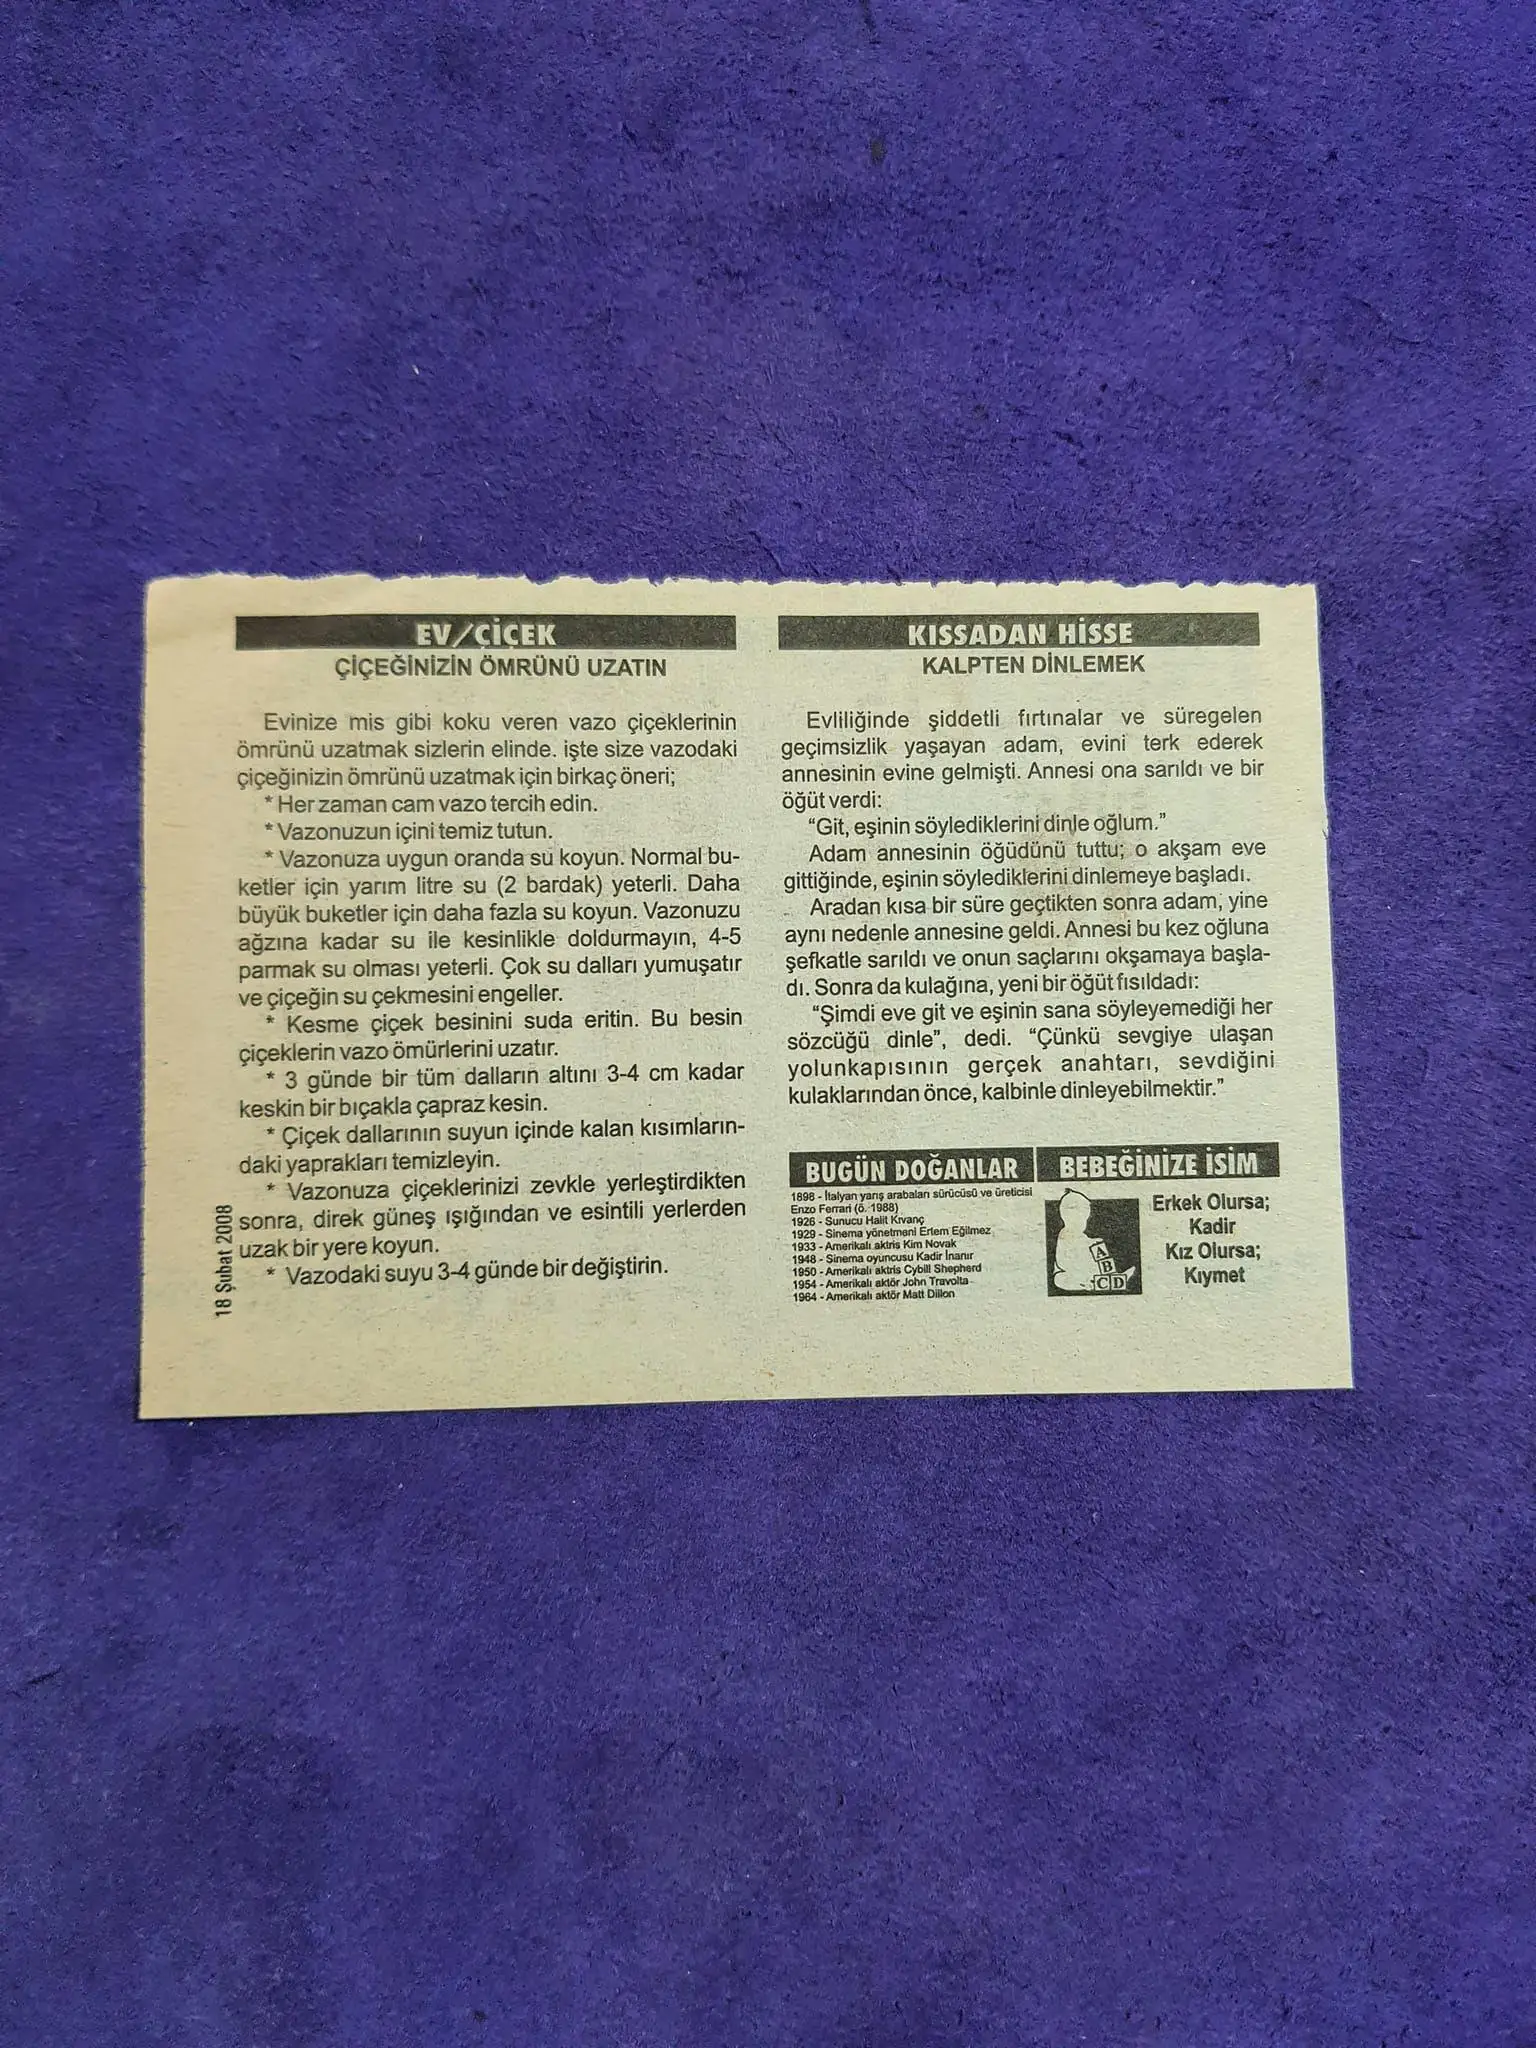 EV/ÇİÇEK
ÇİÇEĞİNİZİN ÖMRÜNÜ UZATIN
Evinize mis gibi koku veren vazo çiçeklerinin
ömrünü uzatmak sizlerin elinde. işte size vazodaki
çiçeğinizin ömrünü uzatmak için birkaç öneri;
* Her zaman cam vazo tercih edin.
* Vazonuzun içini temiz tutun.
* Vazonuza uygun oranda su koyun. Normal bu-
ketler için yarım litre su (2 bardak) yeterli. Daha
büyük buketler için daha fazla su koyun. Vazonuzu
ağzına kadar su ile kesinlikle doldurmayın, 4-5
parmak su olması yeterli. Çok su dalları yumuşatır
ve çiçeğin su çekmesini engeller.
* Kesme çiçek besinini suda eritin. Bu besin
çiçeklerin vazo ömürlerini uzatır.
* 3 günde bir tüm dalların altını 3-4 cm kadar
keskin bir bıçakla çapraz kesin.
* Çiçek dallarının suyun içinde kalan kısımların-
daki yaprakları temizleyin.
* Vazonuza çiçeklerinizi zevkle yerleştirdikten
sonra, direk güneş ışığından ve esintili yerlerden
uzak bir yere koyun.
* Vazodaki suyu 3-4 günde bir değiştirin.
18 Şubat 2008
KISSADAN HİSSE
KALPTEN DİNLEMEK
Evliliğinde şiddetli fırtınalar ve süregelen
geçimsizlik yaşayan adam, evini terk ederek
annesinin evine gelmişti. Annesi ona sarıldı ve bir
öğüt verdi:
“Git, eşinin söylediklerini dinle oğlum.”
Adam annesinin öğüdünü tuttu; o akşam eve
gittiğinde, eşinin söylediklerini dinlemeye başladı.
Aradan kısa bir süre geçtikten sonra adam, yine
aynı nedenle annesine geldi. Annesi bu kez oğluna
şefkatle sarıldı ve onun saçlarını okşamaya başla-
dı. Sonra da kulağına, yeni bir öğüt fısıldadı:
“Şimdi eve git ve eşinin sana söyleyemediği her
sözcüğü dinle”, dedi. “Çünkü sevgiye ulaşan
yolunkapısının gerçek anahtarı, sevdiğini
kulaklarından önce, kalbinle dinleyebilmektir.”
BUGÜN DOĞANLAR
1898 - İtalyan yarış arabaları sürücüsü ve üreticisi
Enzo Ferrari (ö. 1988)
1926 - Sunucu Halit Kıvanç
1929 - Sinema yönetmeni Ertem Eğilmez
1933 - Amerikalı aktris Kim Novak
1948 - Sinema oyuncusu Kadir İnanır
1950 - Amerikalı aktris Cybill Shepherd
1954 - Amerikalı aktör John Travolta
1964 - Amerikalı aktör Matt Dillon
BEBEĞİNİZE İSİM
A
B
C D
Erkek Olursa;
Kadir
Kız Olursa;
Kıymet